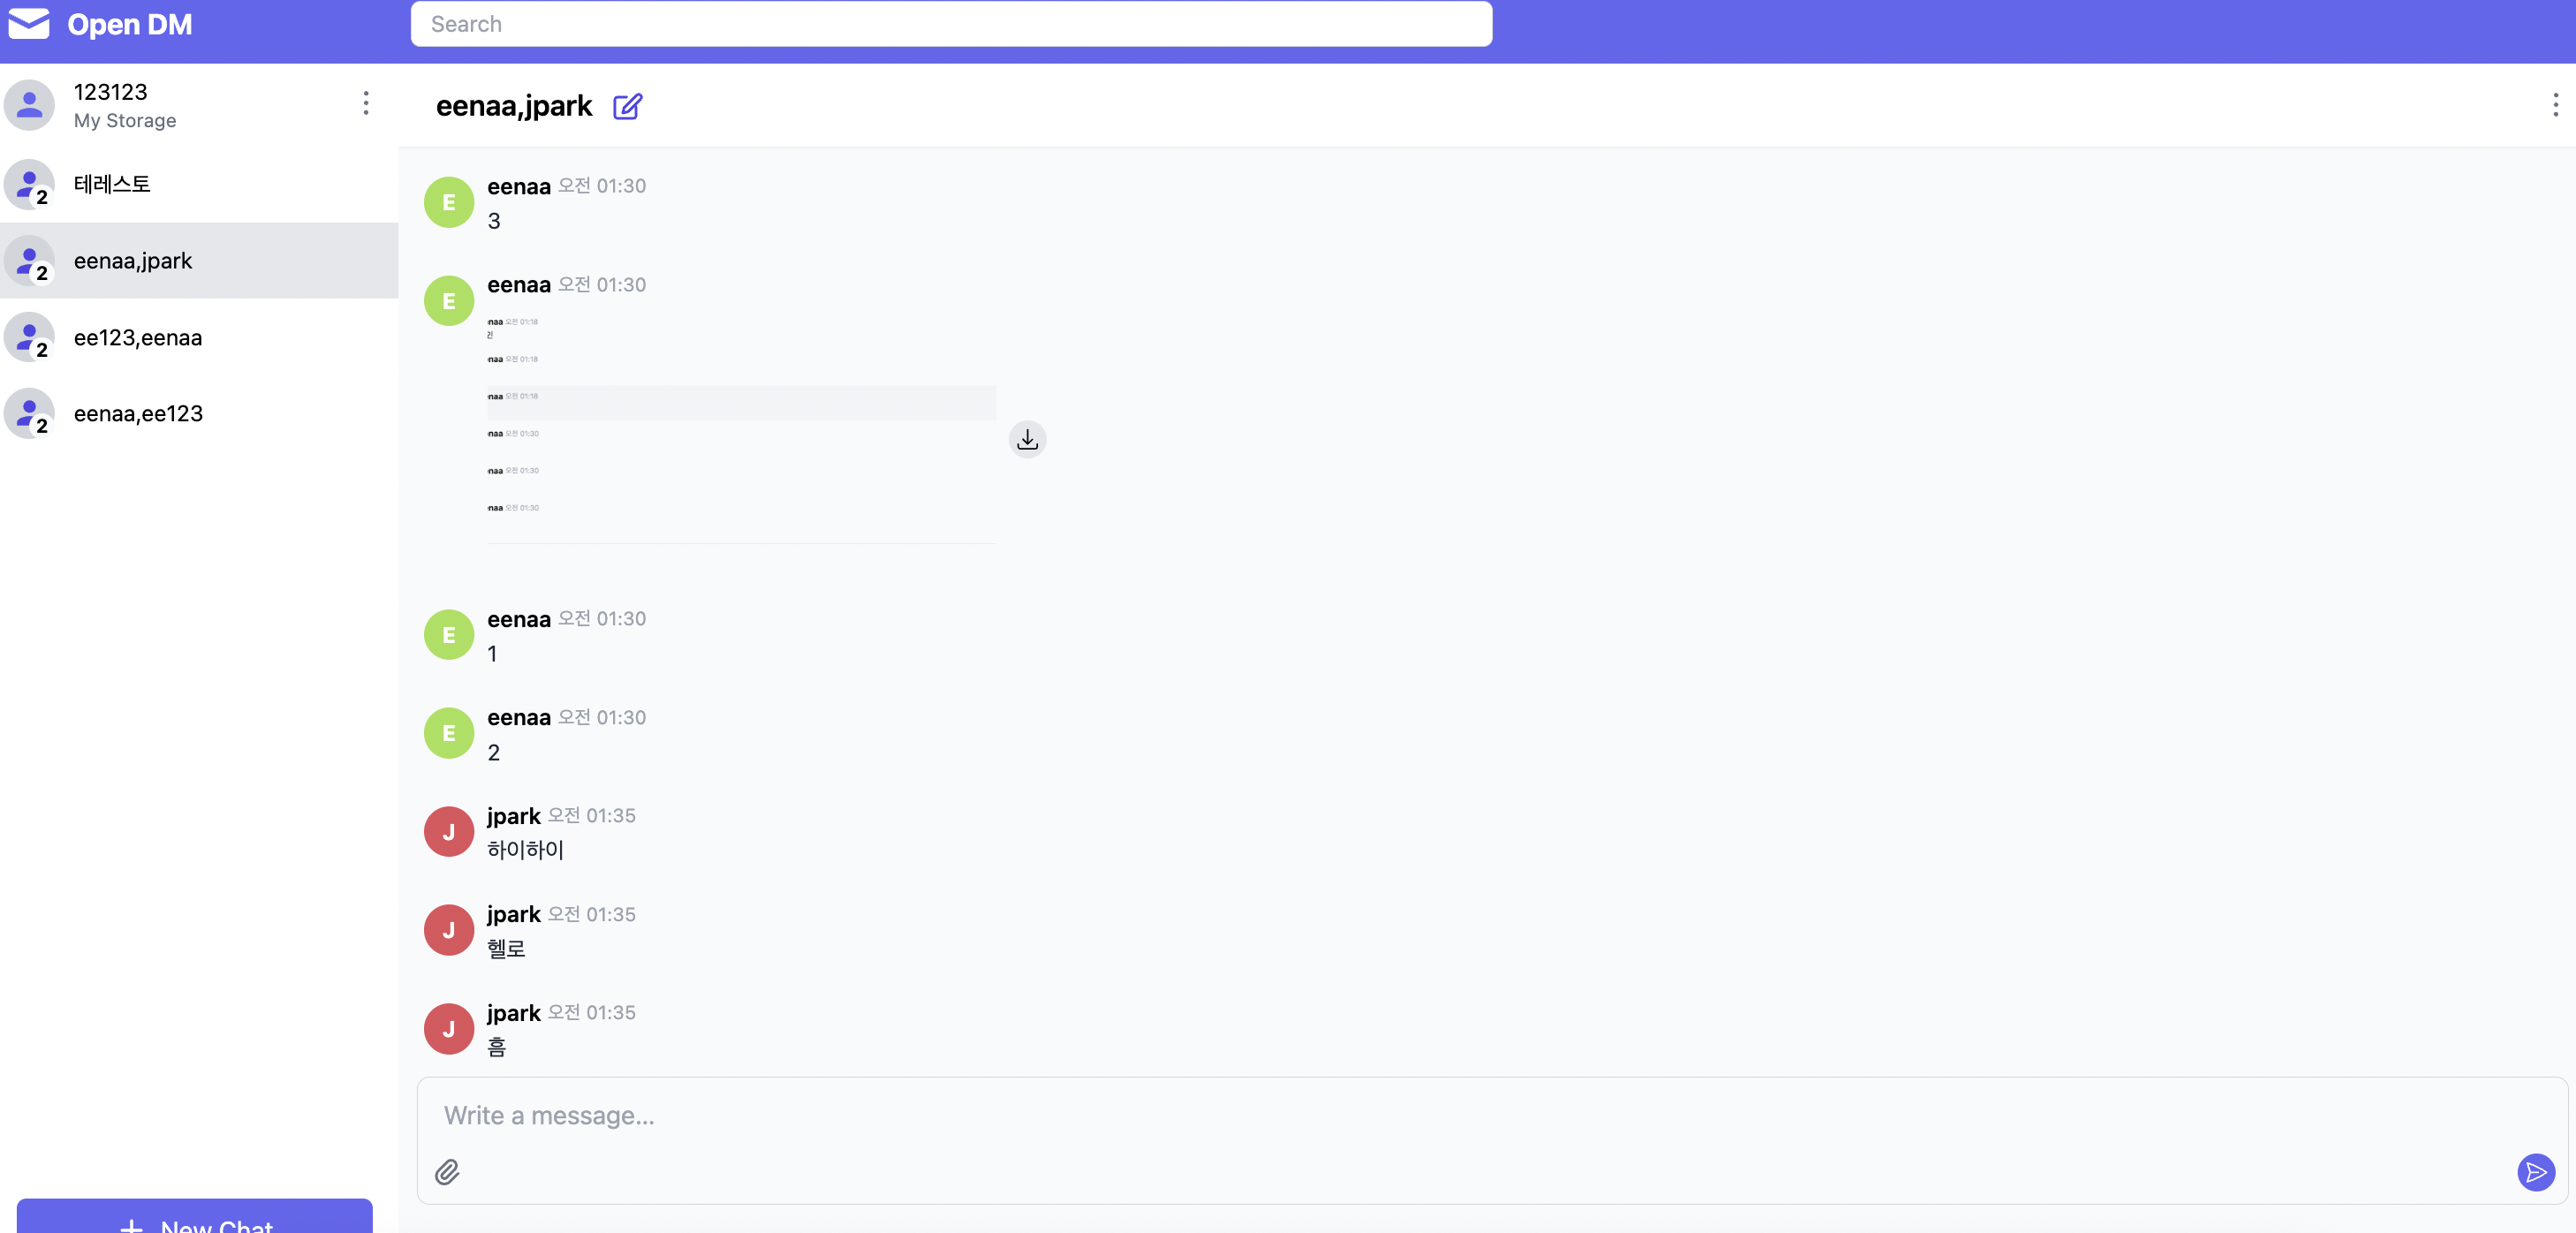 Open DM
Search
123123
My Storage
2
테레스토
2
eenaa,jpark
2
ee123,eenaa
2
eenaa,ee123
New Chat
eenaa,jpark
E
eenaa 오전 01:30
3
E
eenaa 오전 01:30
naa 오전 01:18
naa 오전 01:18
naa 오전 01:18
naa 오전 01:30
naa 오전 01:30
naa 오전 01:30
E
eenaa 오전 01:30
1
E
eenaa 오전 01:30
2
J
jpark 오전 01:35
하이하이
J
jpark 오전 01:35
헬로
J
jpark 오전 01:35
흠
Write a message...